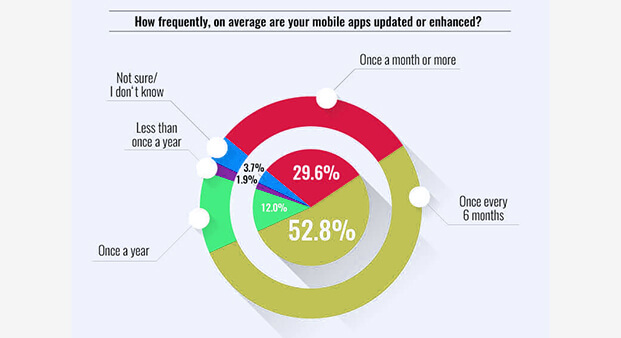 How frequently, on average are your mobile apps updated or enhanced?
Once a month or more
Not sure/
I don't know
Less than
once a year
3.7%
1.9%
29.6%
12.0%
52.8%
Once every
6 months
Once a year